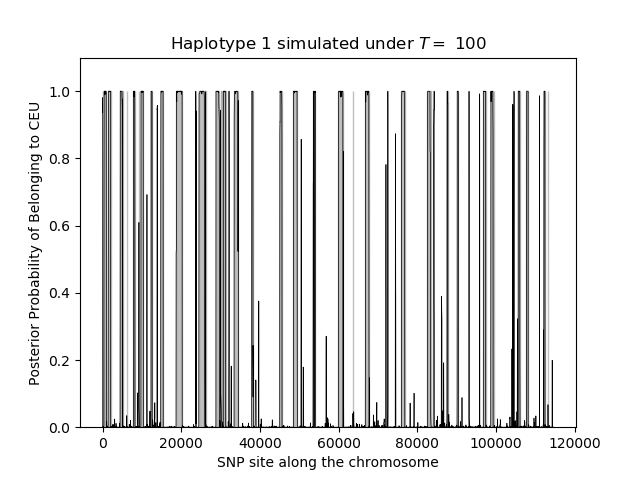 Haplotype 1 simulated under T = 100
Posterior Probability of Belonging to CEU
1.0
0.8
0.6
0.4
0.2
0.0
0 20000 40000 60000 80000 100000 120000
SNP site along the chromosome